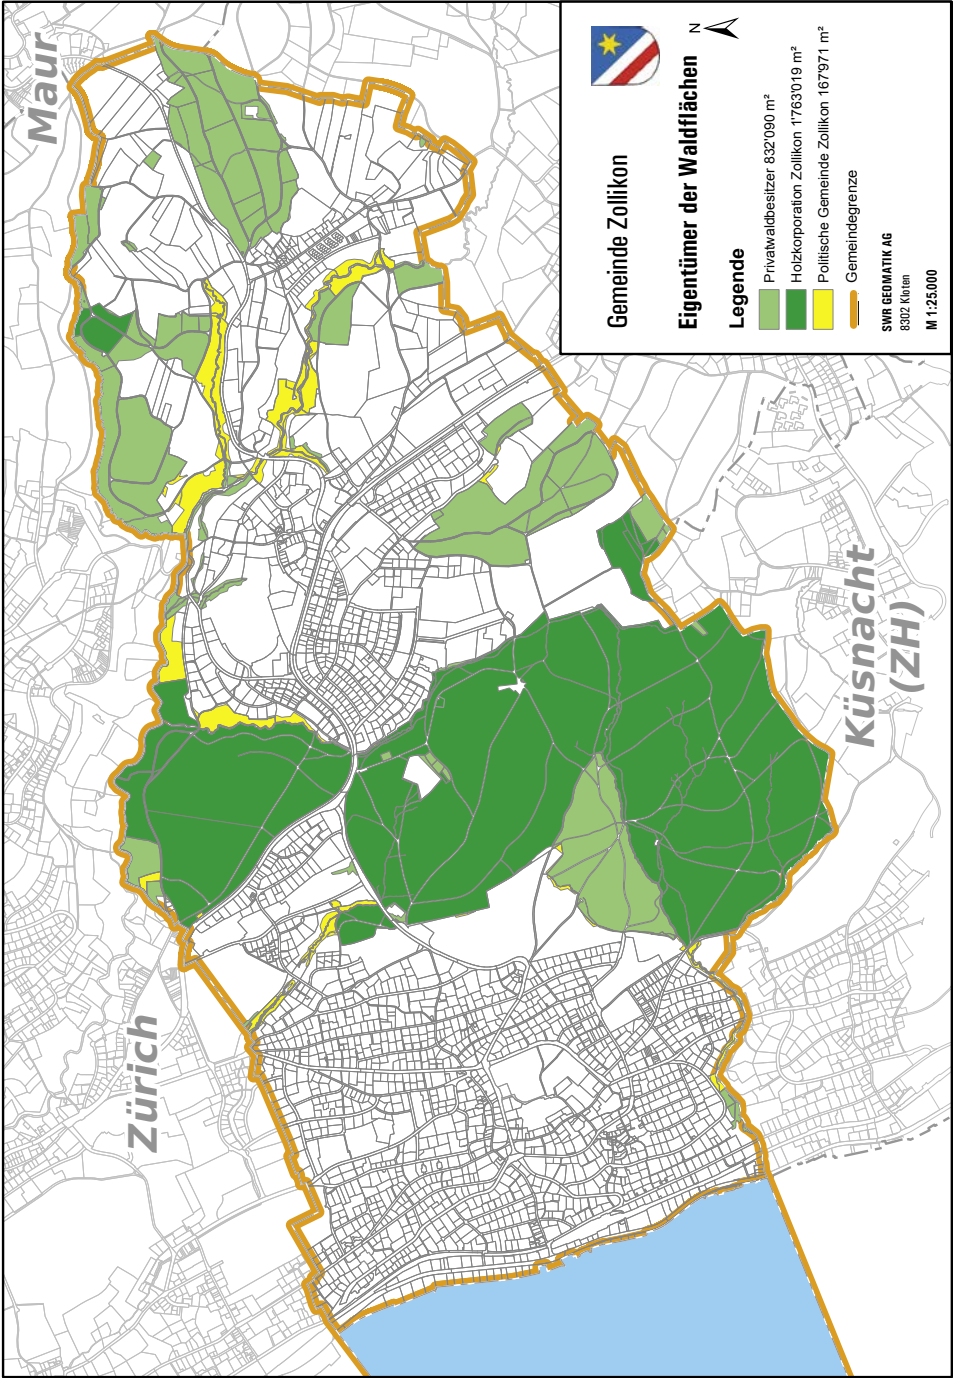 Maur
Zürich
Küsnacht
(ZH)
Gemeinde Zollikon
N
Eigentümer der Waldflächen
Legende
Privatwaldbesitzer 832'090 m²
Holzkorporation Zollikon 1'763'019 m²
Politische Gemeinde Zollikon 167'971 m²
Gemeindegrenze
SWR GEOMATIK AG
8302 Kloten
M 1:25.000